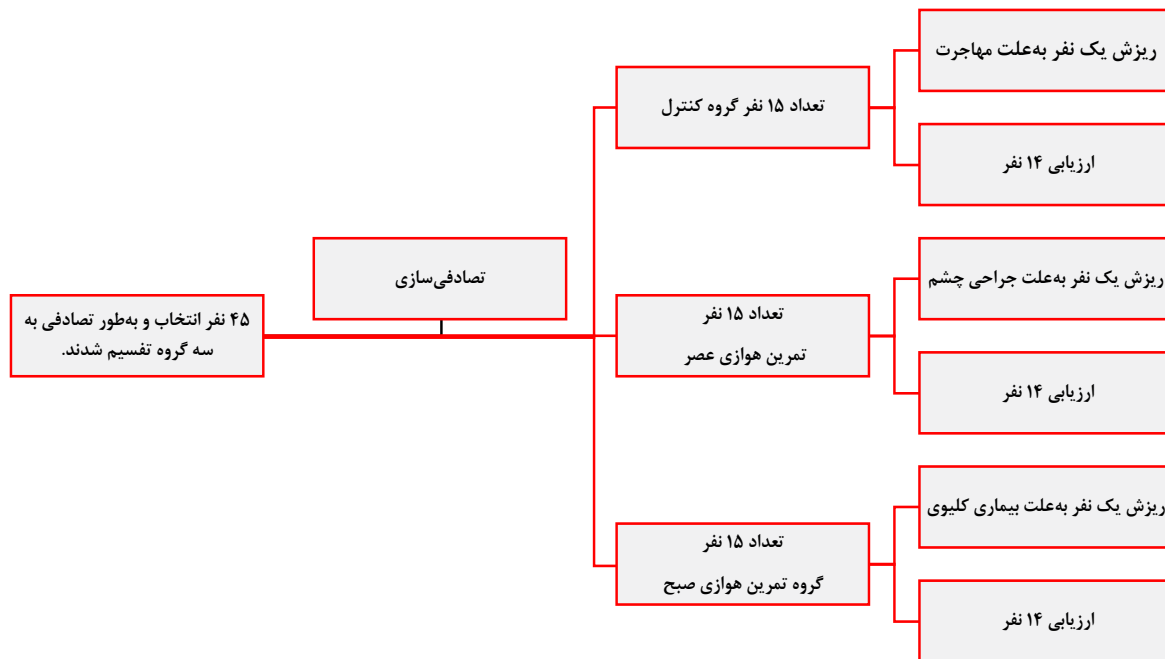 ۴۵ نفر انتخاب و به‌طور تصادفی به
سه گروه تفسیم شدند.
تصادفی‌سازی
تعداد ۱۵ نفر گروه کنترل
ریزش یک نفر به‌علت مهاجرت
ارزیابی ۱۴ نفر
تعداد ۱۵ نفر
تمرین هوازی عصر
ریزش یک نفر به‌علت جراحی چشم
ارزیابی ۱۴ نفر
تعداد ۱۵ نفر
گروه تمرین هوازی صبح
ریزش یک نفر به‌علت بیماری کلیوی
ارزیابی ۱۴ نفر